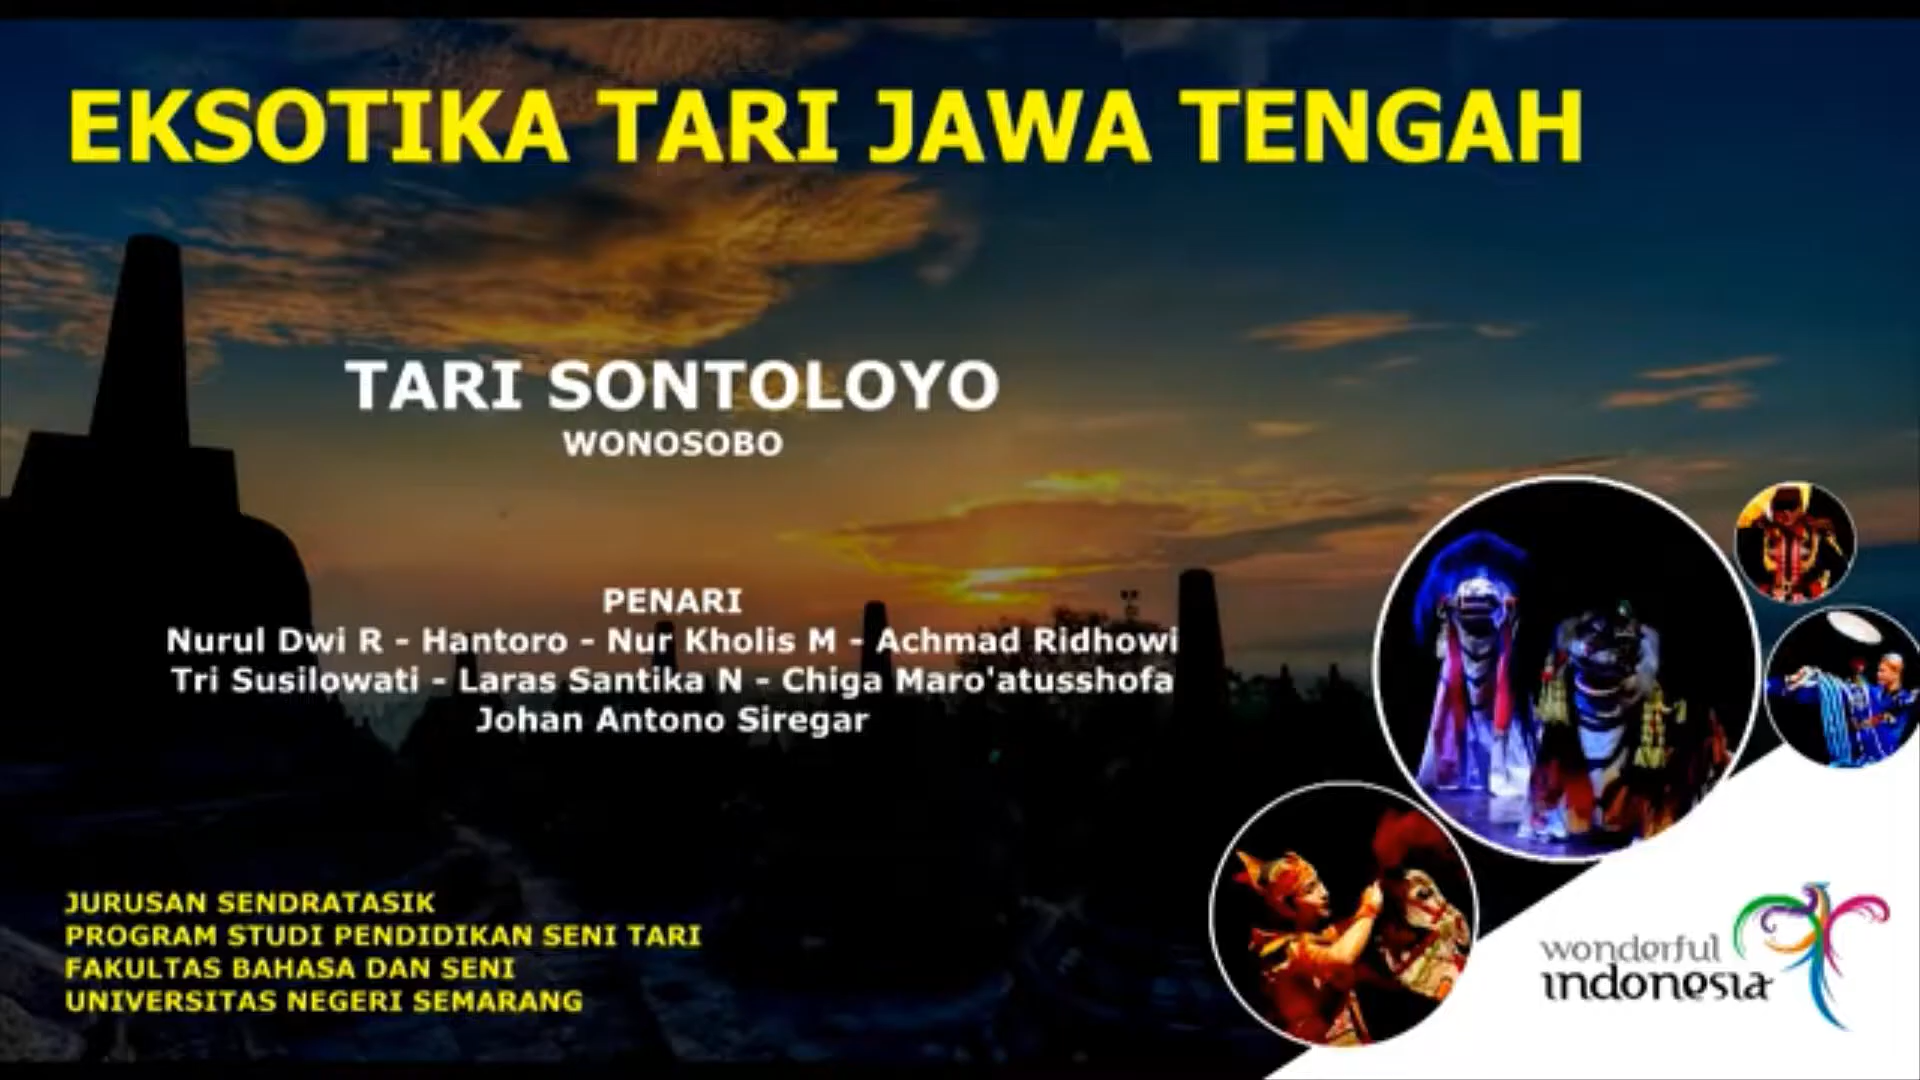 EKSOTIKA TARI JAWA TENGAH
TARI SONTOLOYO
WONOSOBO
PENARI
Nurul Dwi R - Hantoro - Nur Kholis M - Achmad Ridhowi
Tri Susilowati - Laras Santika N - Chiga Maro'atusshofa
Johan Antono Siregar
JURUSAN SENDRATASIK
PROGRAM STUDI PENDIDIKAN SENI TARI
FAKULTAS BAHASA DAN SENI
UNIVERSITAS NEGERI SEMARANG
wonderful
indonesia